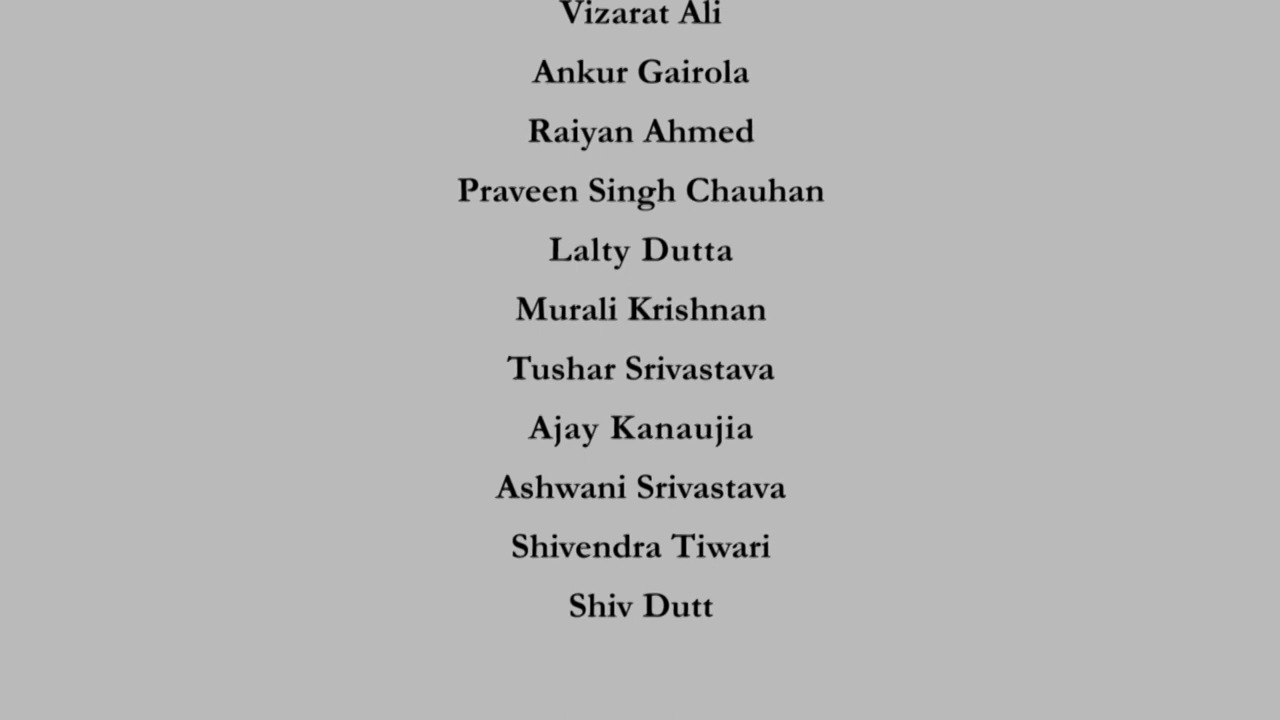 Vizarat Ali
Ankur Gairola
Raiyan Ahmed
Praveen Singh Chauhan
Lalty Dutta
Murali Krishnan
Tushar Srivastava
Ajay Kanaujia
Ashwani Srivastava
Shivendra Tiwari
Shiv Dutt